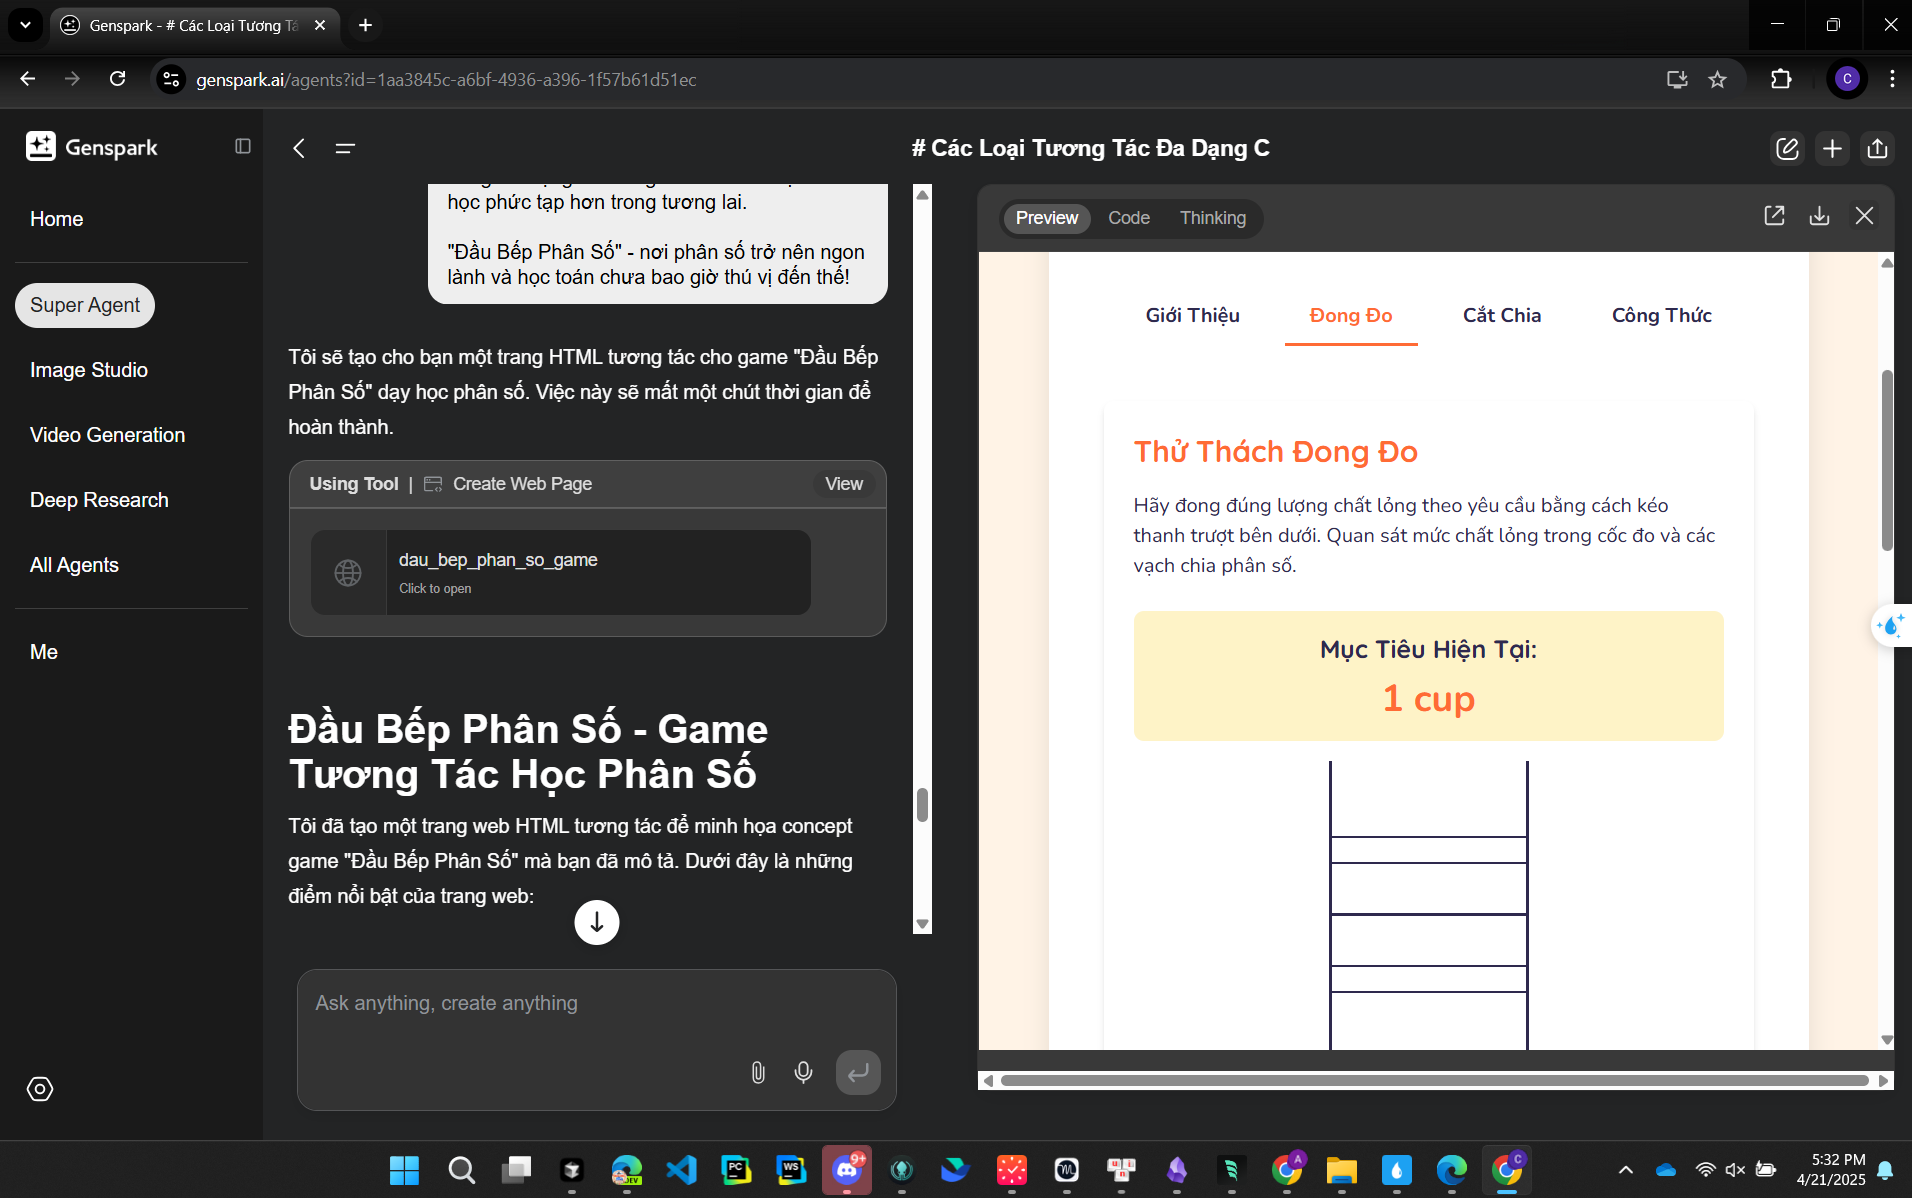 Genspark - # Các Loại Tương Tá
genspark.ai/agents?id=1aa3845c-a6bf-4936-a396-1f57b61d51ec
C
Genspark
Home
Super Agent
Image Studio
Video Generation
Deep Research
All Agents
Me
# Các Loại Tương Tác Đa Dạng C
học phức tạp hơn trong tương lai.
"Đầu Bếp Phân Số" - nơi phân số trở nên ngon
lành và học toán chưa bao giờ thú vị đến thế!
Tôi sẽ tạo cho bạn một trang HTML tương tác cho game "Đầu Bếp
Phân Số" dạy học phân số. Việc này sẽ mất một chút thời gian để
hoàn thành.
Using Tool | Create Web Page
View
dau_bep_phan_so_game
Click to open
Đầu Bếp Phân Số - Game
Tương Tác Học Phân Số
Tôi đã tạo một trang web HTML tương tác để minh họa concept
game "Đầu Bếp Phân Số" mà bạn đã mô tả. Dưới đây là những
điểm nổi bật của trang web:
Ask anything, create anything
Preview
Code
Thinking
Giới Thiệu
Đong Đo
Cắt Chia
Công Thức
Thử Thách Đong Đo
Hãy đong đúng lượng chất lỏng theo yêu cầu bằng cách kéo
thanh trượt bên dưới. Quan sát mức chất lỏng trong cốc đo và các
vạch chia phân số.
Mục Tiêu Hiện Tại:
1 cup
DEV
PC
WS
9+
A
C
5:32 PM
4/21/2025